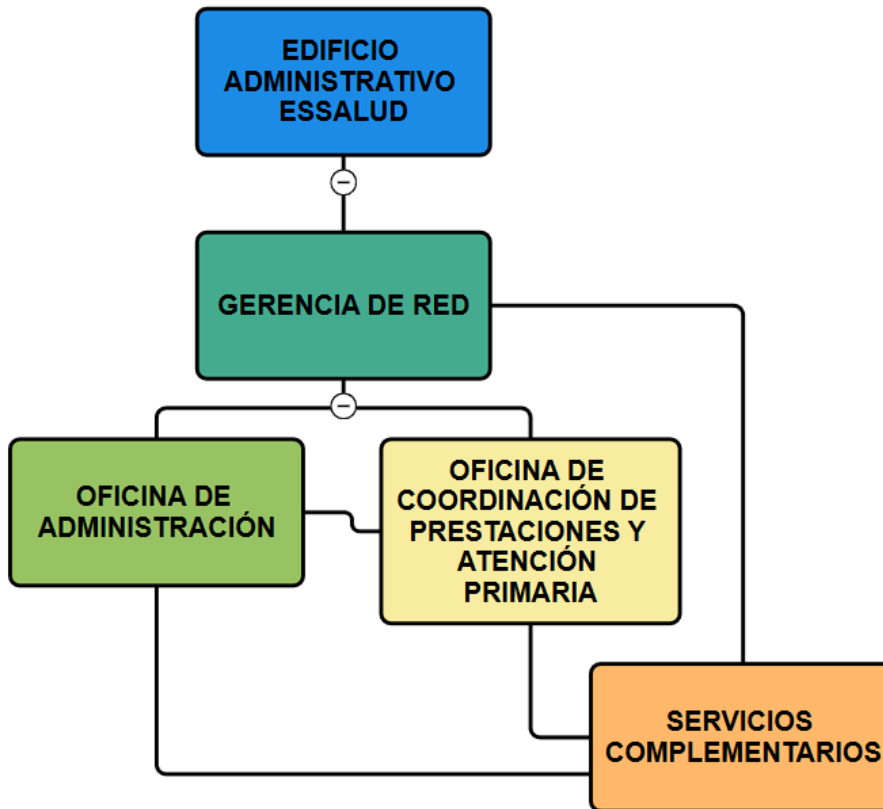 EDIFICIO
ADMINISTRATIVO
ESSALUD
GERENCIA DE RED
OFICINA DE
ADMINISTRACIÓN
OFICINA DE
COORDINACIÓN DE
PRESTACIONES Y
ATENCIÓN
PRIMARIA
SERVICIOS
COMPLEMENTARIOS